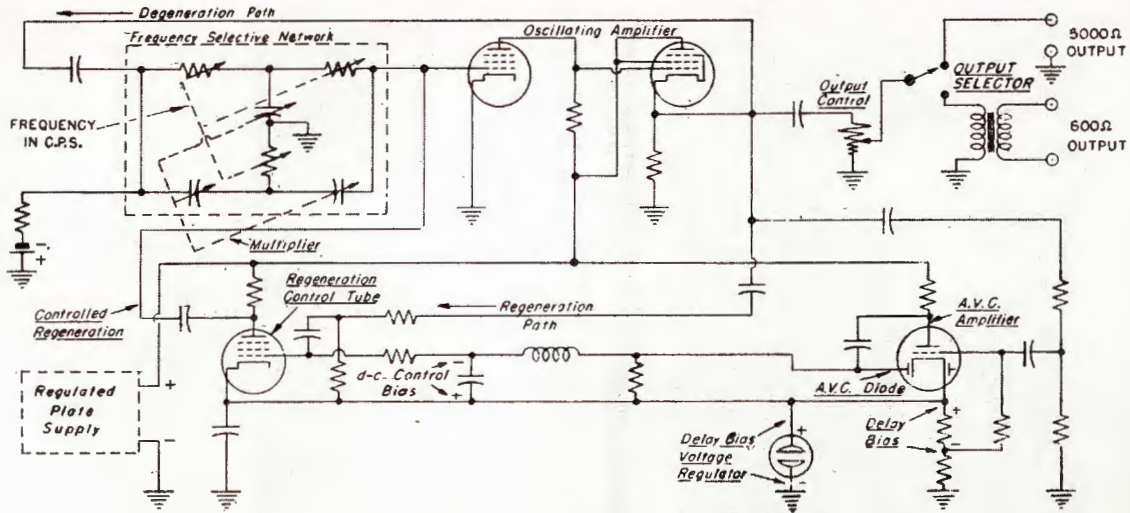 Degeneration Path
Frequency Selective Network
Oscillating Amplifier
5000Ω
OUTPUT
OUTPUT
SELECTOR
Output
Control
600Ω
OUTPUT
FREQUENCY
IN C.P.S.
-
+
Multiplier
Regeneration
Control Tube
Controlled
Regeneration
Regeneration
Path
A.V.C.
Amplifier
d-c Control
Bias
-
+
A.V.C. Diode
Regulated
Plate
Supply
+
-
Delay Bias
Voltage
Regulator
+
-
Delay
Bias
+
-